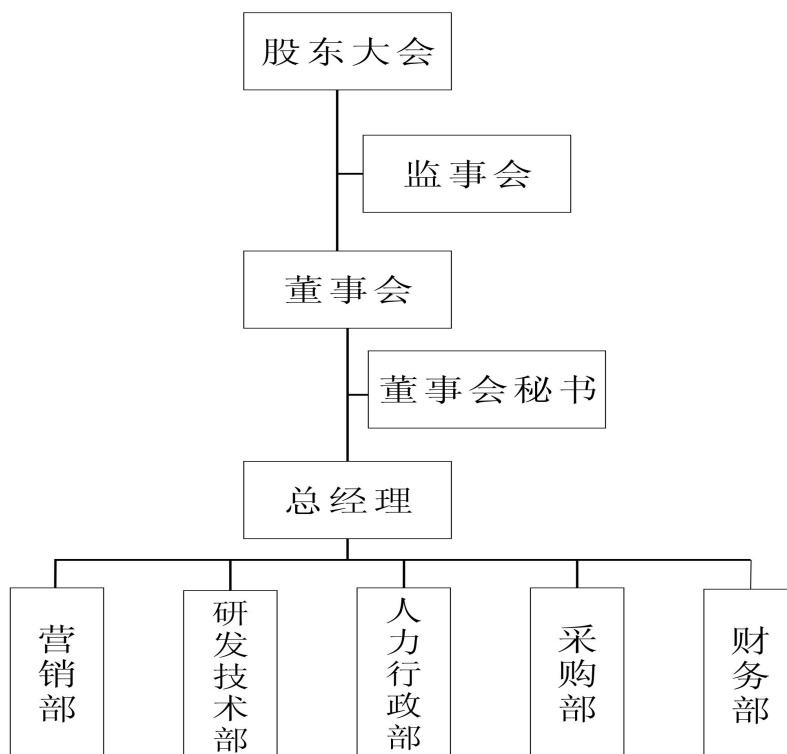 股东大会
监事会
董事会
董事会秘书
总经理
营销部
研发技术部
人力行政部
采购部
财务部